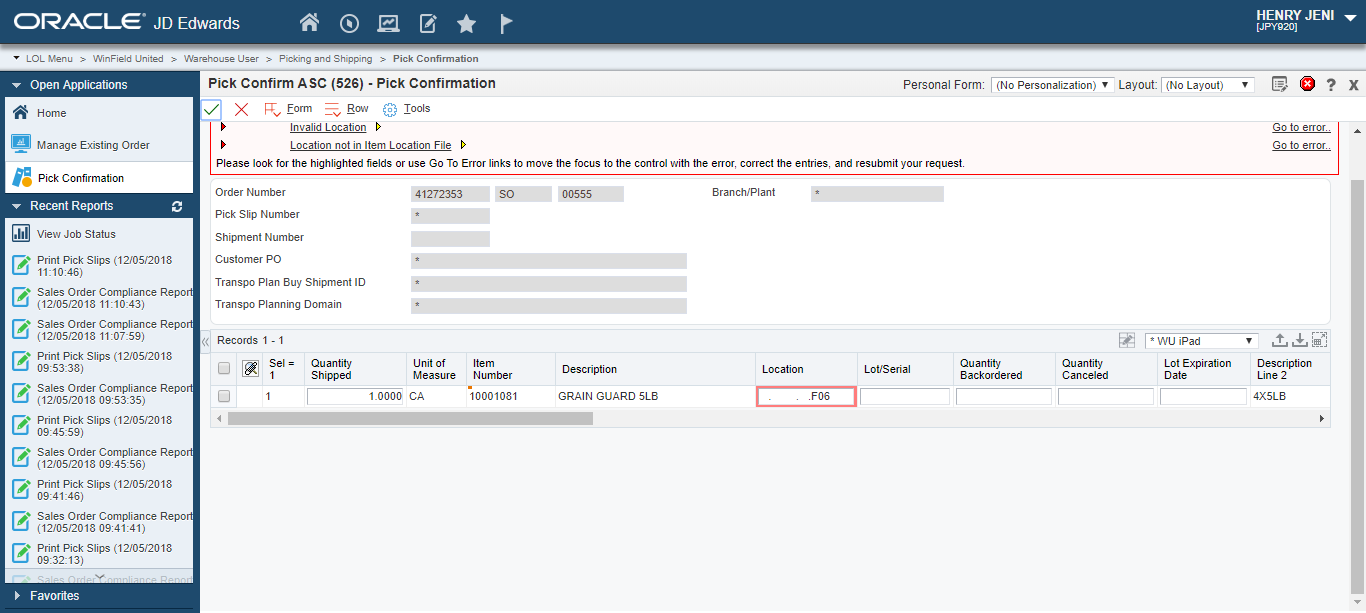 ORACLE JD Edwards
HENRY JENI
[JPY920]
LOL Menu > WinField United > Warehouse User > Picking and Shipping > Pick Confirmation
Open Applications
Home
Manage Existing Order
Pick Confirmation
Recent Reports
View Job Status
Print Pick Slips (12/05/2018
11:10:46)
Sales Order Compliance Report
(12/05/2018 11:10:43)
Sales Order Compliance Report
(12/05/2018 11:07:59)
Print Pick Slips (12/05/2018
09:53:38)
Sales Order Compliance Report
(12/05/2018 09:53:35)
Print Pick Slips (12/05/2018
09:45:59)
Sales Order Compliance Report
(12/05/2018 09:45:56)
Print Pick Slips (12/05/2018
09:41:46)
Sales Order Compliance Report
(12/05/2018 09:41:41)
Print Pick Slips (12/05/2018
09:32:13)
Sales Order Compliance Report
Favorites
Pick Confirm ASC (526) - Pick Confirmation
Personal Form: (No Personalization) Layout: (No Layout)
Form Row Tools
Invalid Location Go to error..
Location not in Item Location File Go to error..
Please look for the highlighted fields or use Go To Error links to move the focus to the control with the error, correct the entries, and resubmit your request.
Order Number 41272353 SO 00555 Branch/Plant *
Pick Slip Number *
Shipment Number
Customer PO *
Transpo Plan Buy Shipment ID *
Transpo Planning Domain *
Records 1 - 1 * WU iPad
Sel = 1 Quantity Shipped Unit of Measure Item Number Description Location Lot/Serial Quantity Backordered Quantity Canceled Lot Expiration Date Description Line 2
1 1.0000 CA 10001081 GRAIN GUARD 5LB . . .F06 4X5LB